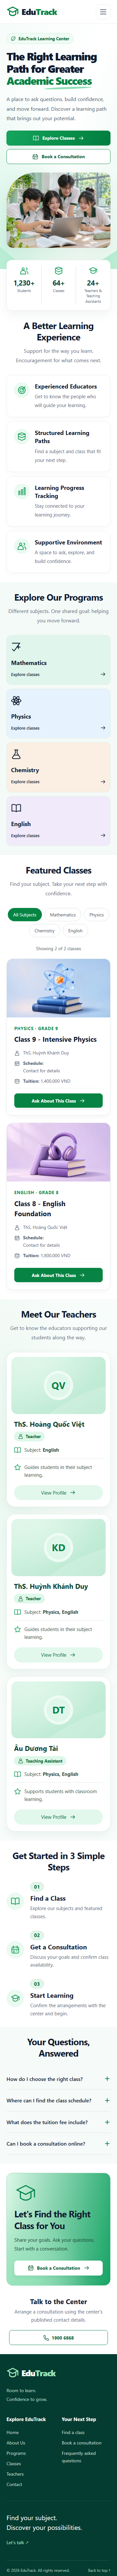 EduTrack
EduTrack Learning Center
The Right Learning
Path for Greater
Academic Success
A place to ask questions, build confidence,
and move forward. Discover a learning path
that brings out your potential.
Explore Classes
Book a Consultation
1,230+
64+
24+
Students
Classes
Teachers &
Teaching
Assistants
A Better Learning
Experience
Support for the way you learn.
Encouragement for what comes next.
Experienced Educators
Get to know the people who
will guide your learning.
Structured Learning
Paths
Find a subject and class that fit
your next step.
Learning Progress
Tracking
Stay connected to your
learning journey.
Supportive Environment
A space to ask, explore, and
build confidence.
Explore Our Programs
Different subjects. One shared goal: helping
you move forward.
Mathematics
Explore classes
Physics
Explore classes
Chemistry
Explore classes
English
Explore classes
Featured Classes
Find your subject. Take your next step with
confidence.
All Subjects
Mathematics
Physics
Chemistry
English
Showing 2 of 2 classes
PHYSICS · GRADE 9
Class 9 - Intensive Physics
ThS. Huỳnh Khánh Duy
Schedule:
Contact for details
Tuition: 1,400,000 VND
Ask About This Class
ENGLISH · GRADE 8
Class 8 - English
Foundation
ThS. Hoàng Quốc Việt
Schedule:
Contact for details
Tuition: 1,300,000 VND
Ask About This Class
Meet Our Teachers
Get to know the educators who support our
students along the way.
QV
ThS. Hoàng Quốc Việt
Teacher
Subject: English
Guides students in their subject
learning.
View Profile
KD
ThS. Huỳnh Khánh Duy
Teacher
Subject: Physics, English
Guides students in their subject
learning.
View Profile
DT
Âu Dương Tài
Teaching Assistant
Subject: Physics, English
Supports students with classroom
learning.
View Profile
Get Started in 3 Simple
Steps
01
Find a Class
Explore our subjects and featured
classes.
02
Get a Consultation
Discuss your goals and confirm class
availability.
03
Start Learning
Confirm the arrangements with the
center and begin.
Your Questions,
Answered
How do I choose the right class?
Where can I find the class schedule?
What does the tuition fee include?
Can I book a consultation online?
Let's Find the Right
Class for You
Share your goals. Ask your questions.
Start with a conversation.
Book a Consultation
Talk to the Center
Arrange a consultation using the center's
published contact details.
1900 6868
EduTrack
Room to learn.
Confidence to grow.
Explore EduTrack
Your Next Step
Home
Find a class
About Us
Book a consultation
Programs
Frequently asked
questions
Classes
Teachers
Contact
Find your subject.
Discover your possibilities.
Let's talk ↗
© 2026 EduTrack. All rights reserved.
Back to top ↑